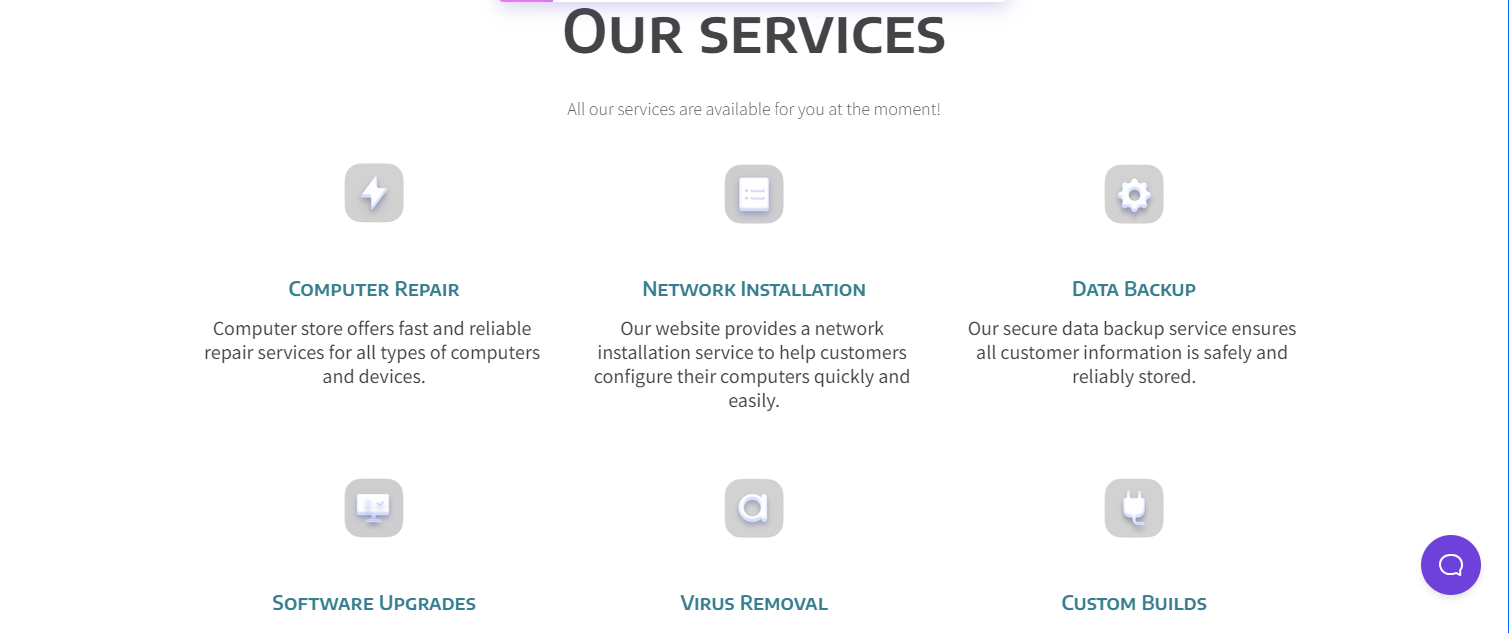 Our services
All our services are available for you at the moment!
Computer Repair
Computer store offers fast and reliable
repair services for all types of computers
and devices.
Network Installation
Our website provides a network
installation service to help customers
configure their computers quickly and
easily.
Data Backup
Our secure data backup service ensures
all customer information is safely and
reliably stored.
Software Upgrades
Virus Removal
Custom Builds